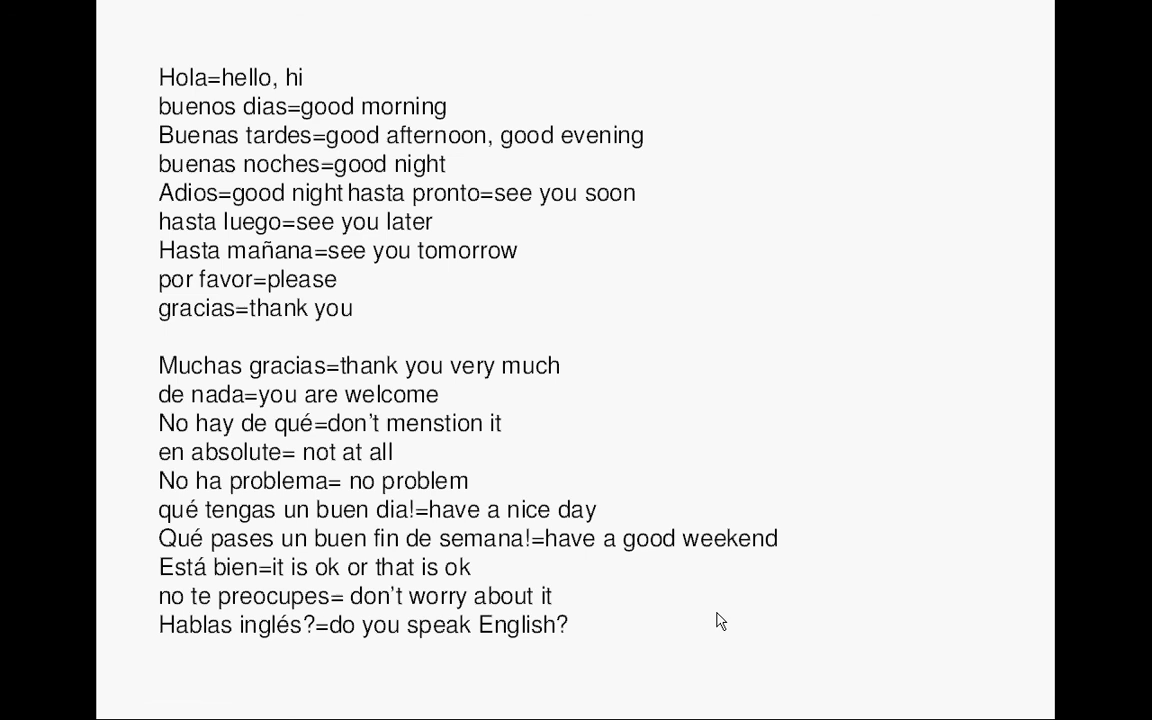 Hola=hello, hi
buenos dias=good morning
Buenas tardes=good afternoon, good evening
buenas noches=good night
Adios=good night hasta pronto=see you soon
hasta luego=see you later
Hasta mañana=see you tomorrow
por favor=please
gracias=thank you
Muchas gracias=thank you very much
de nada=you are welcome
No hay de qué=don't menstion it
en absolute= not at all
No ha problema= no problem
qué tengas un buen dia!=have a nice day
Qué pases un buen fin de semana!=have a good weekend
Está bien=it is ok or that is ok
no te preocupes= don't worry about it
Hablas inglés?=do you speak English?